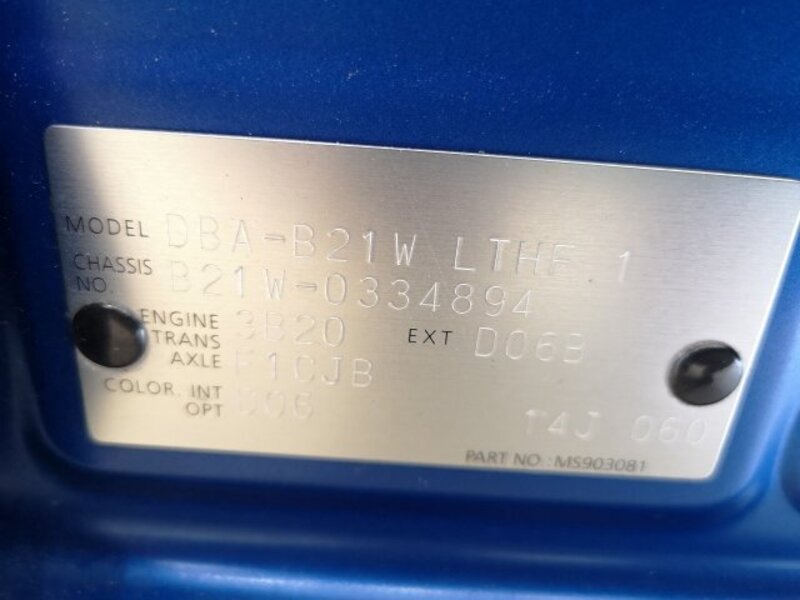 MODEL DBA-B21W LTHF 1
CHASSIS NO. B21W-0334894
ENGINE 3B20 EXT D06B
TRANS AXLE F1CJB
COLOR. INT OPT 006
T4J 060
PART NO.: MS903081